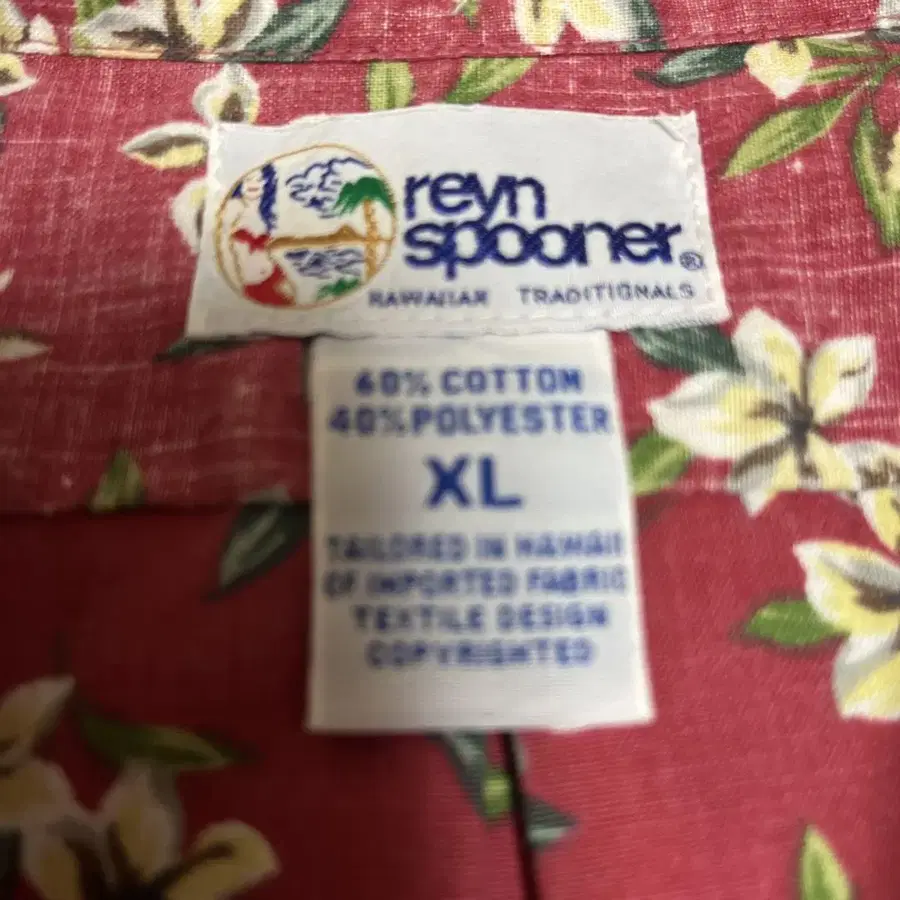 reyn
spooner®
HAWAIIAN TRADITIONALS
60% COTTON
40% POLYESTER
XL
TAILORED IN HAWAII
OF IMPORTED FABRIC
TEXTILE DESIGN
COPYRIGHTED